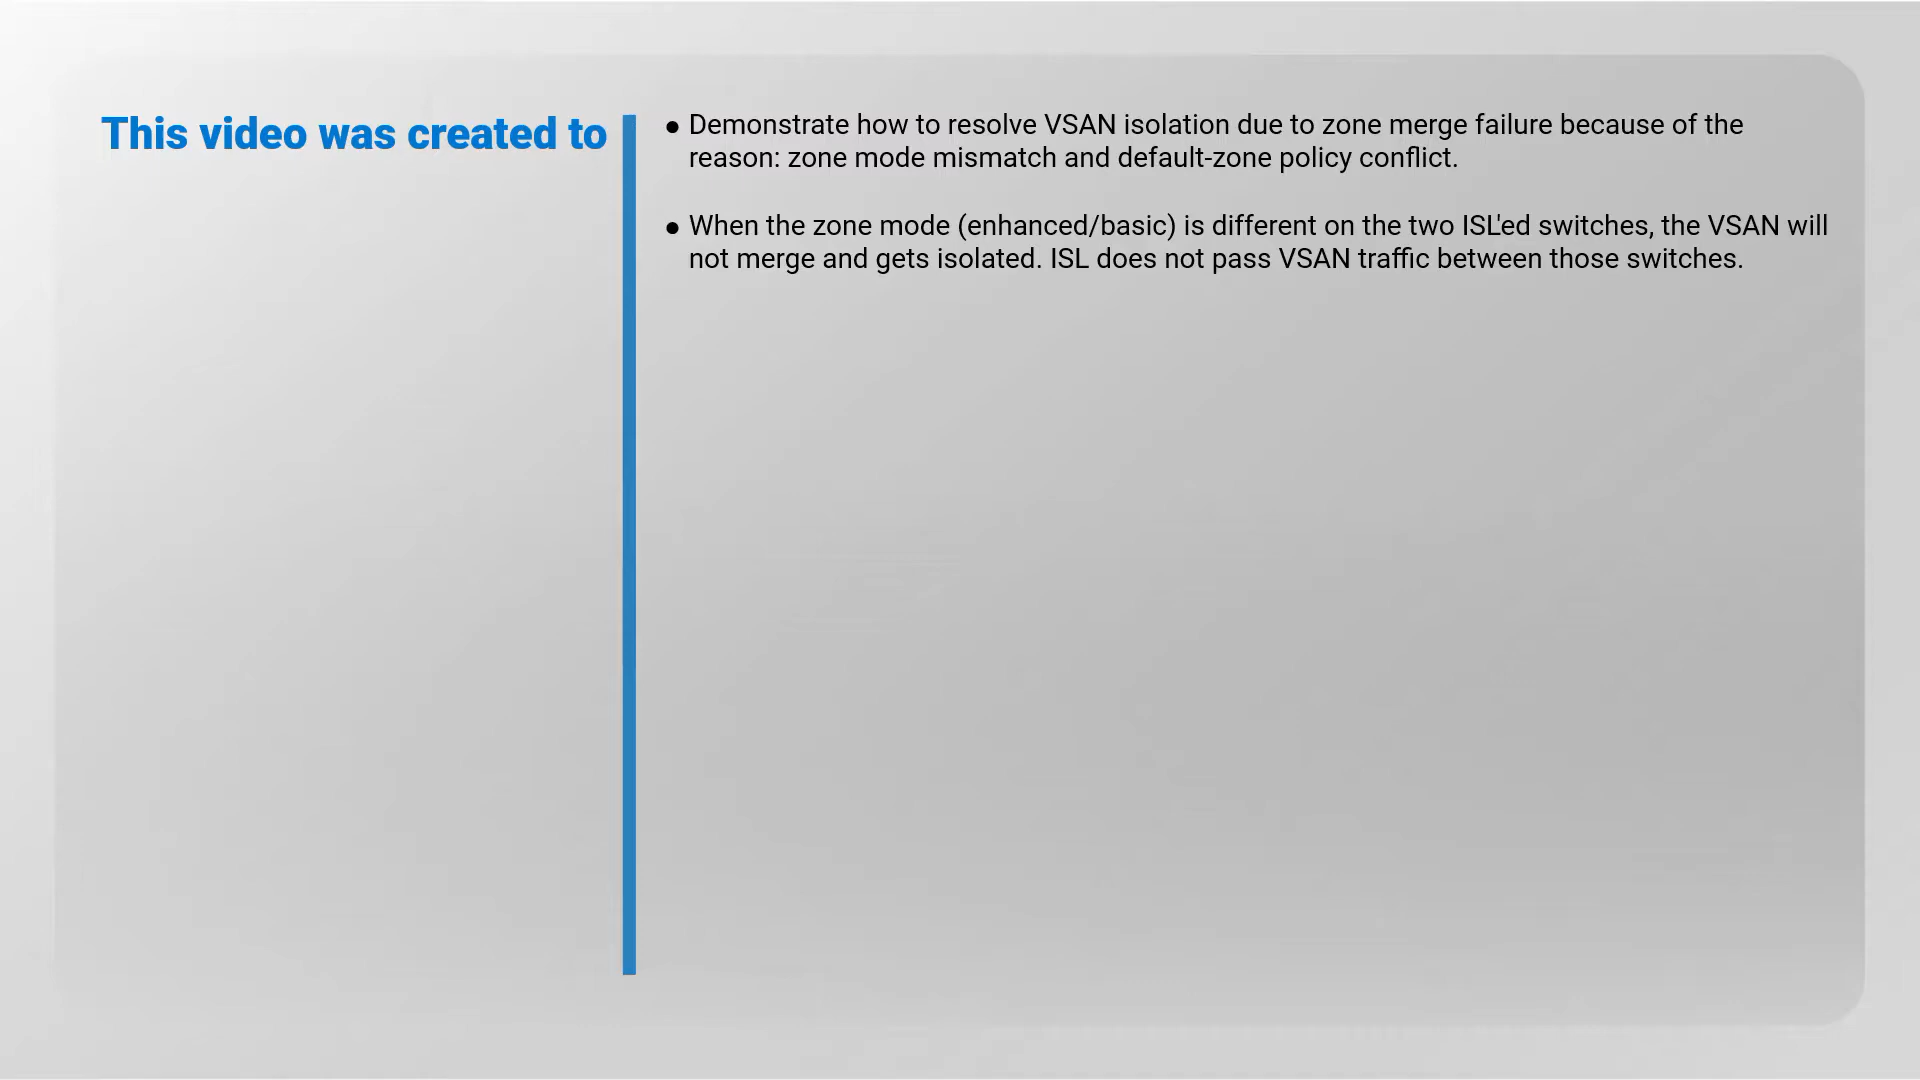 This video was created to
● Demonstrate how to resolve VSAN isolation due to zone merge failure because of the
reason: zone mode mismatch and default-zone policy conflict.
● When the zone mode (enhanced/basic) is different on the two ISL'ed switches, the VSAN will
not merge and gets isolated. ISL does not pass VSAN traffic between those switches.